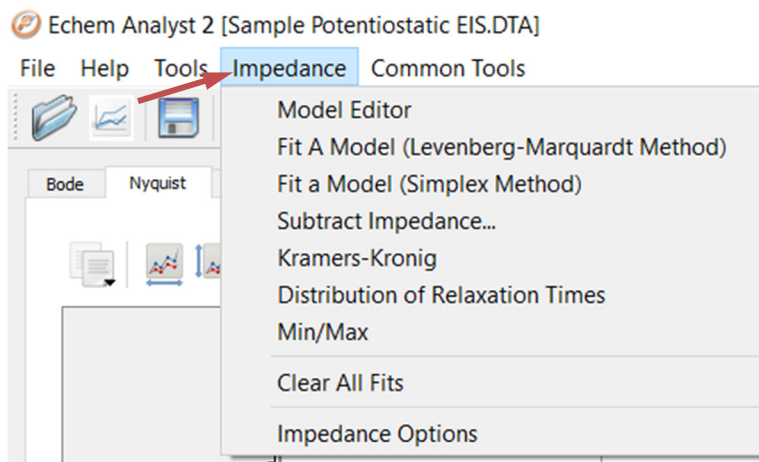 Echem Analyst 2 [Sample Potentiostatic EIS.DTA]
File Help Tools Impedance Common Tools
Model Editor
Fit A Model (Levenberg-Marquardt Method)
Bode Nyquist
Fit a Model (Simplex Method)
Subtract Impedance...
Kramers-Kronig
Distribution of Relaxation Times
Min/Max
Clear All Fits
Impedance Options